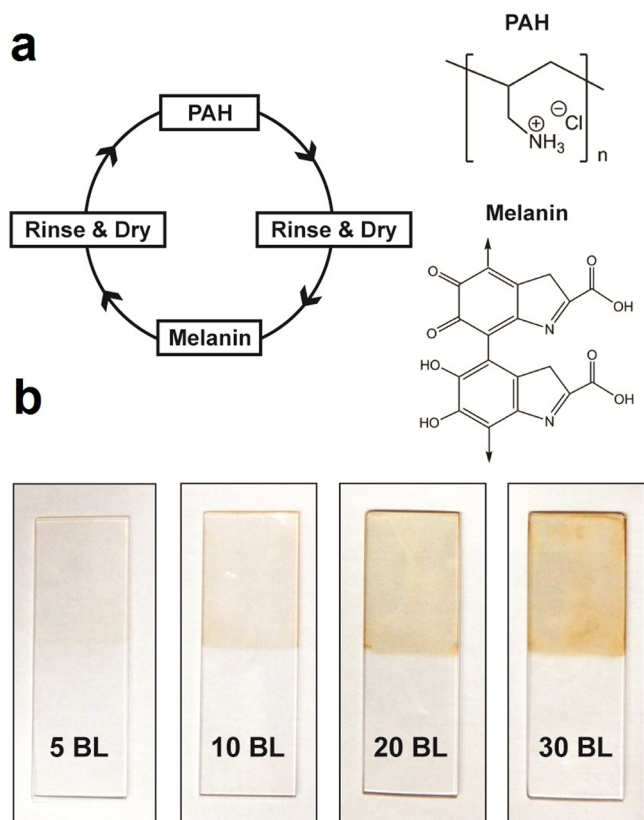 a
PAH
Rinse & Dry
Rinse & Dry
Melanin
PAH
⊕
NH3
⊖
Cl
n
Melanin
O
O
N
O
OH
HO
HO
N
O
OH
b
5 BL
10 BL
20 BL
30 BL